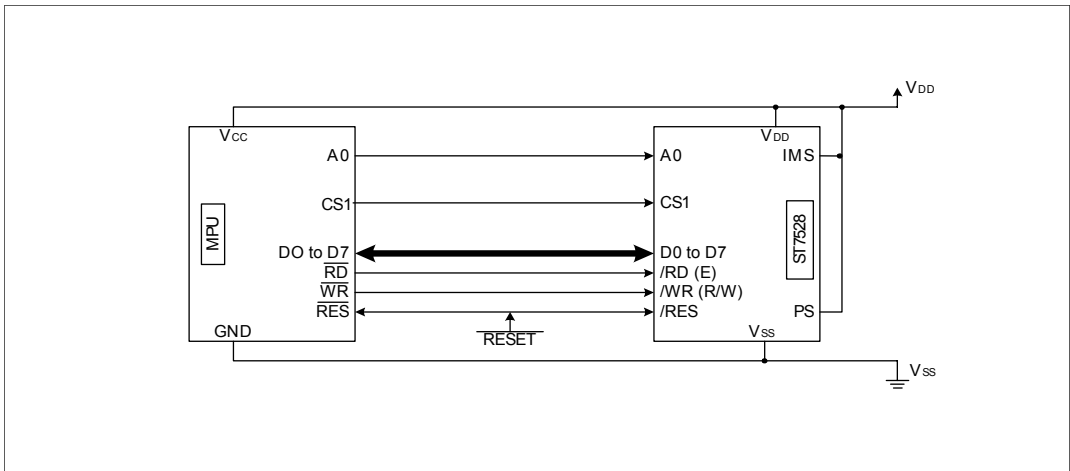 VDD
VCC
VDD
A0
A0
IMS
CS1
CS1
MPU
ST7528
DO to D7
D0 to D7
RD
/RD (E)
WR
/WR (R/W)
RES
/RES
PS
RESET
GND
VSS
VSS